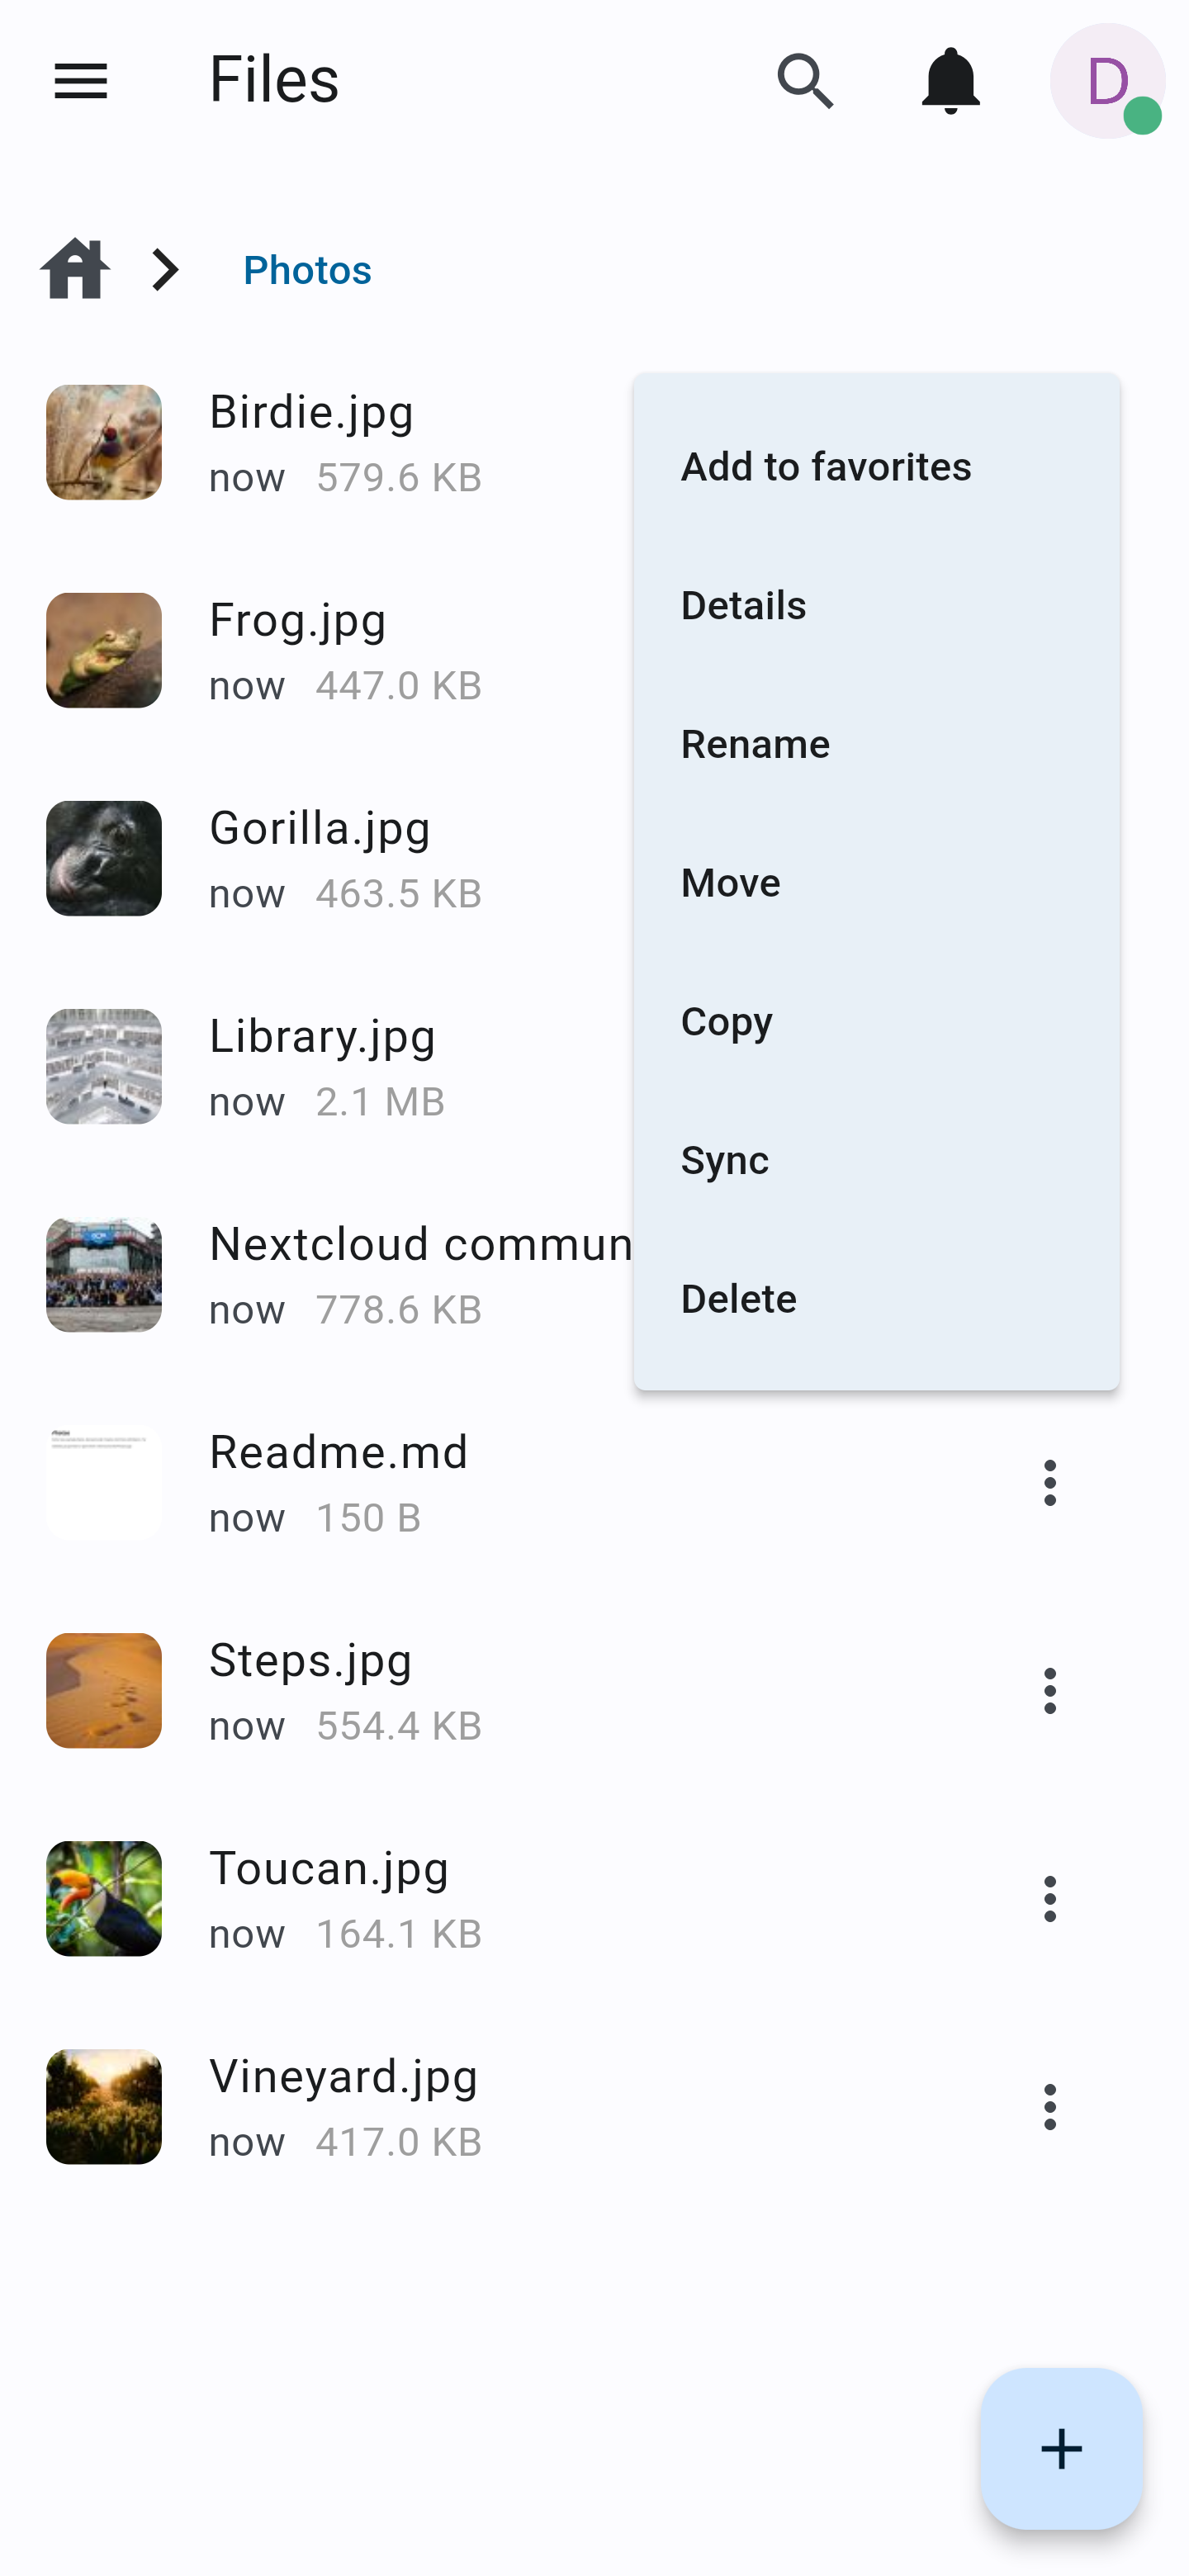 Files
D
Photos
Birdie.jpg
now 579.6 KB
Frog.jpg
now 447.0 KB
Gorilla.jpg
now 463.5 KB
Library.jpg
now 2.1 MB
Nextcloud commun
now 778.6 KB
Add to favorites
Details
Rename
Move
Copy
Sync
Delete
Readme.md
now 150 B
Steps.jpg
now 554.4 KB
Toucan.jpg
now 164.1 KB
Vineyard.jpg
now 417.0 KB